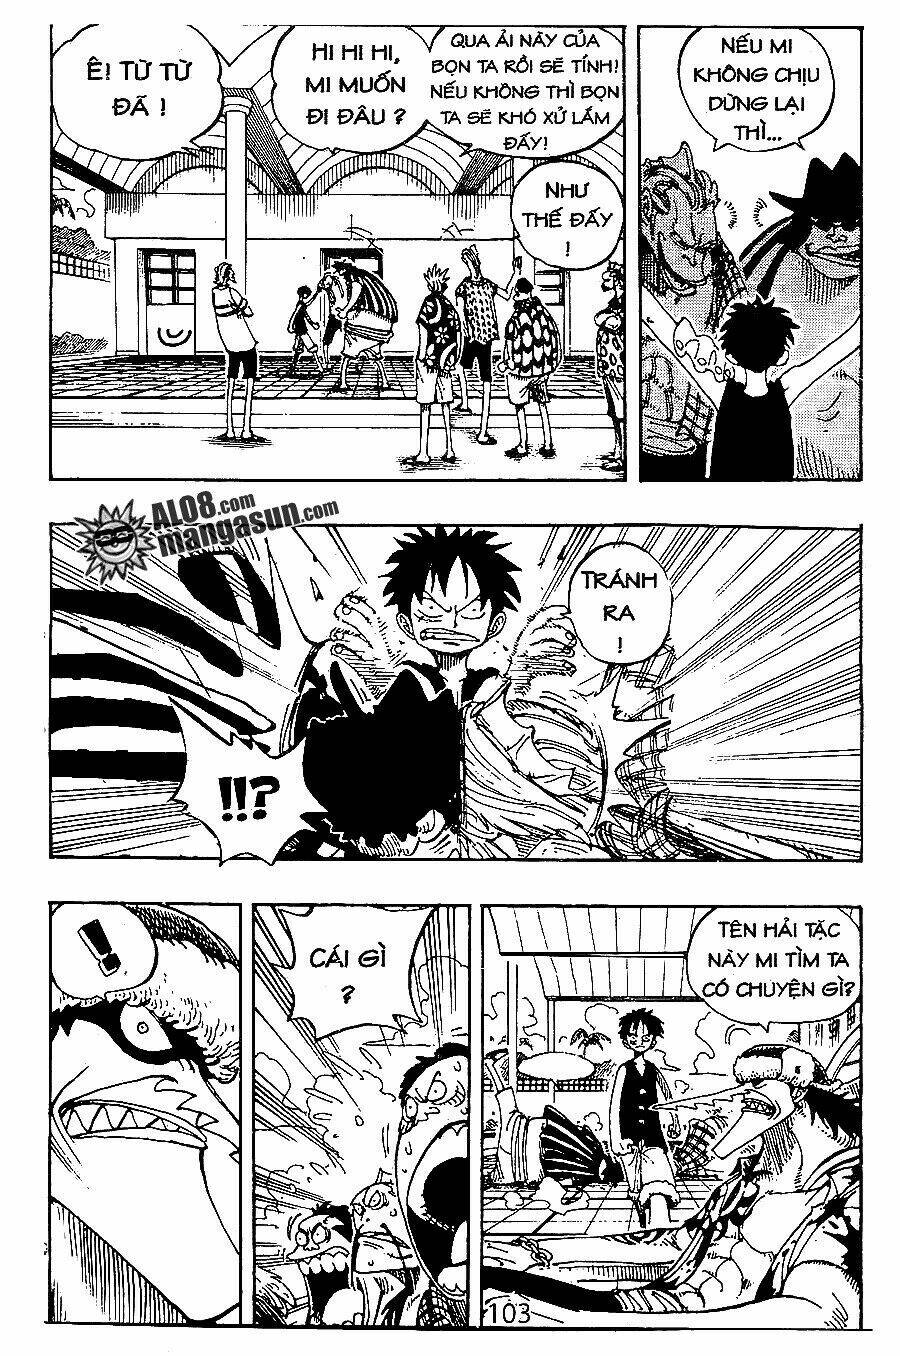 Ê! TỪ TỪ
ĐÃ !
HI HI HI,
MI MUỐN
ĐI ĐÂU ?
QUA ẢI NÀY CỦA
BỌN TA RỒI SẼ TÍNH!
NẾU KHÔNG THÌ BỌN
TA SẼ KHÓ XỬ LẮM
ĐẤY!
NHƯ
THẾ ĐẤY
!
NẾU MI
KHÔNG CHỊU
DỪNG LẠI
THÌ...
ALO8.com
mangasun.com
TRÁNH
RA
!
!!?
!
CÁI GÌ
?
TÊN HẢI TẶC
NÀY MI TÌM TA
CÓ CHUYỆN GÌ?
103